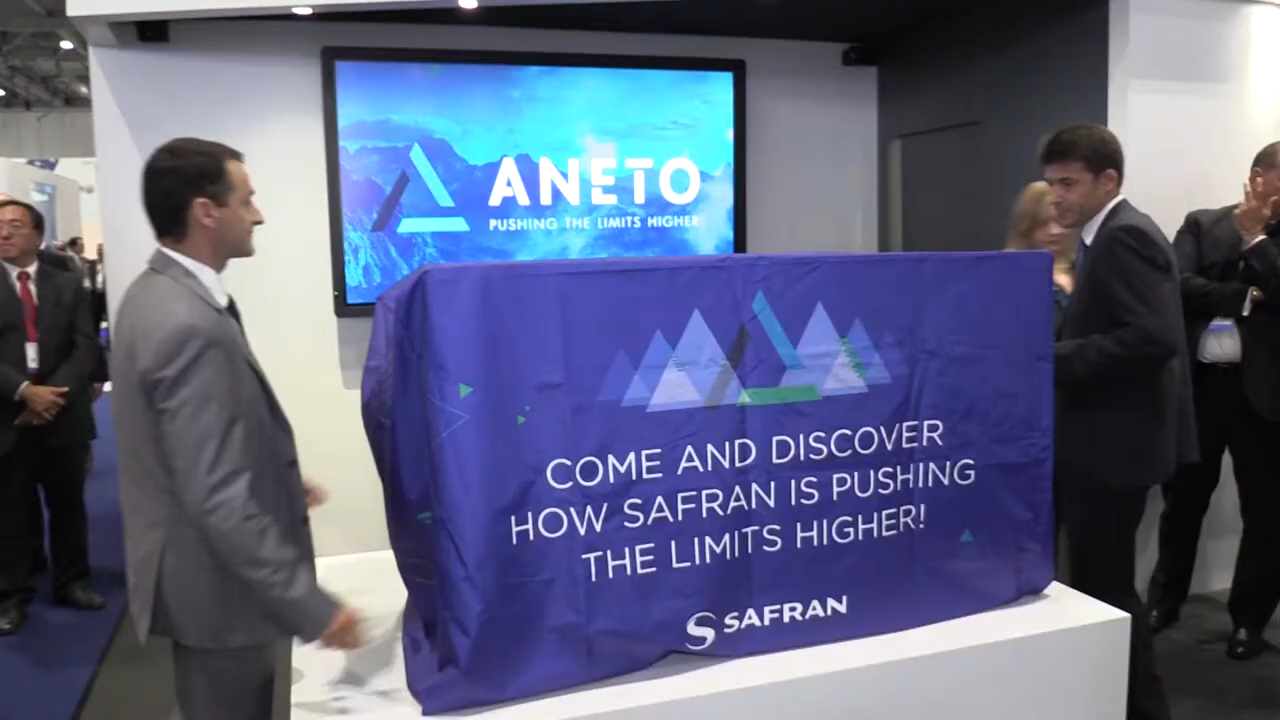 ANETO
PUSHING THE LIMITS HIGHER
COME AND DISCOVER
HOW SAFRAN IS PUSHING
THE LIMITS HIGHER!
SAFRAN